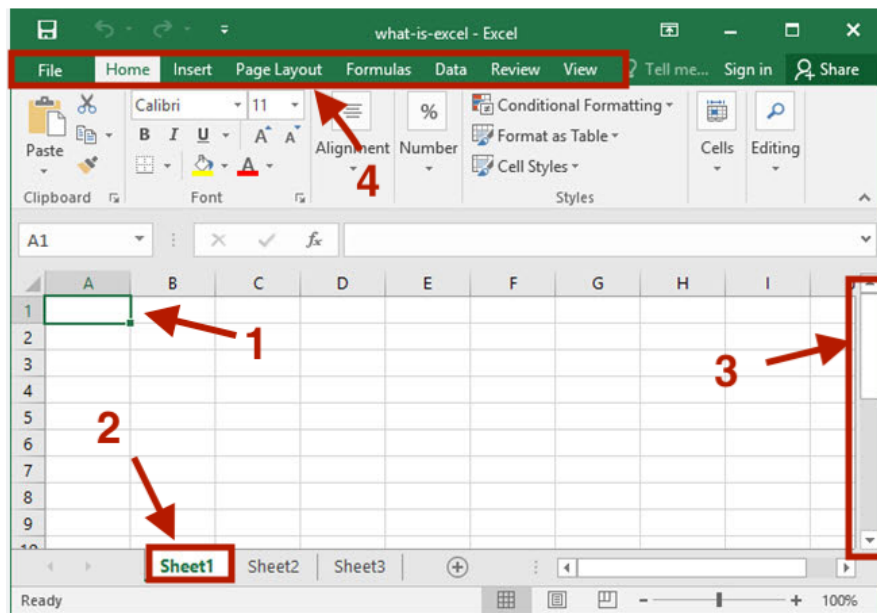 what-is-excel - Excel
File Home Insert Page Layout Formulas Data Review View Tell me... Sign in Share
Calibri 11 % Conditional Formatting
B I U A A Format as Table
Paste Alignment Number Cells Editing
A Cell Styles
4
Clipboard Font Styles
A1 fx
A B C D E F G H I
1
1
2
3
3
4
5
2
6
7
8
9
Sheet1 Sheet2 Sheet3
Ready 100%